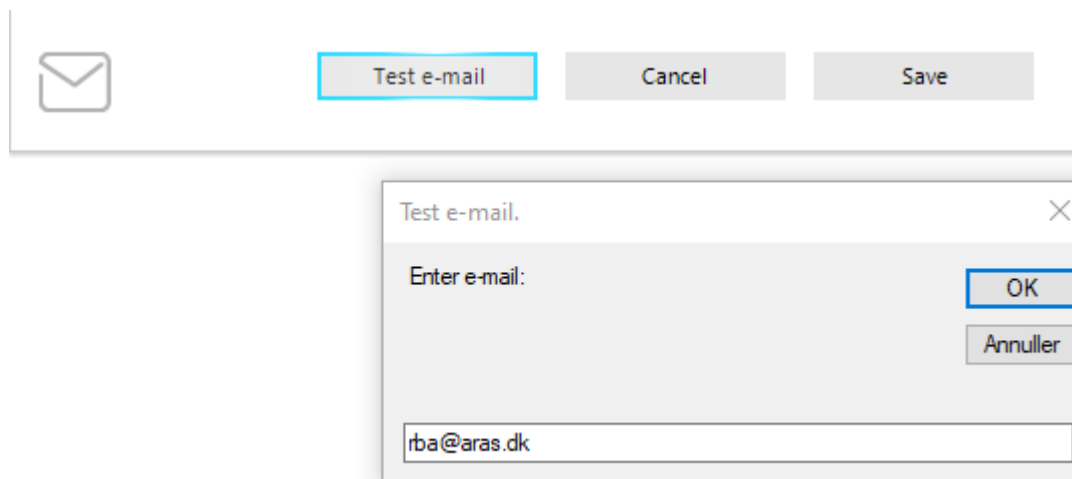 Test e-mail Cancel Save
Test e-mail.
Enter e-mail:
OK
Annuller
rba@aras.dk